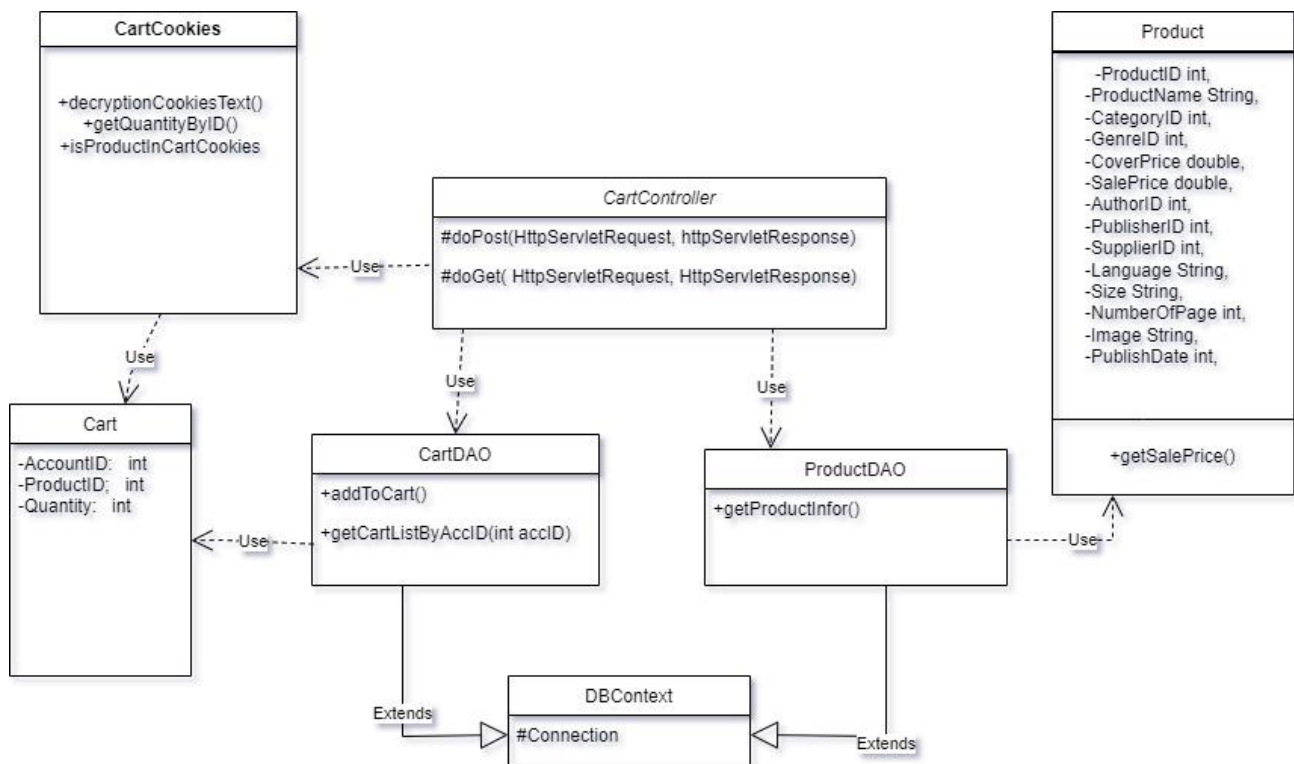 CartCookies
+decryptionCookiesText()
+getQuantityByID()
+isProductInCartCookies
Product
-ProductID int,
-ProductName String,
-CategoryID int,
-GenreID int,
-CoverPrice double,
-SalePrice double,
-AuthorID int,
-PublisherID int,
-SupplierID int,
-Language String,
-Size String,
-NumberOfPage int,
-Image String,
-PublishDate int,
+getSalePrice()
CartController
#doPost(HttpServletRequest, httpServletResponse)
#doGet( HttpServletRequest, HttpServletResponse)
Use
Use
Use
Use
Cart
-AccountID: int
-ProductID; int
-Quantity: int
CartDAO
+addToCart()
+getCartListByAccID(int accID)
ProductDAO
+getProductInfor()
Use
Use
DBContext
#Connection
Extends
Extends